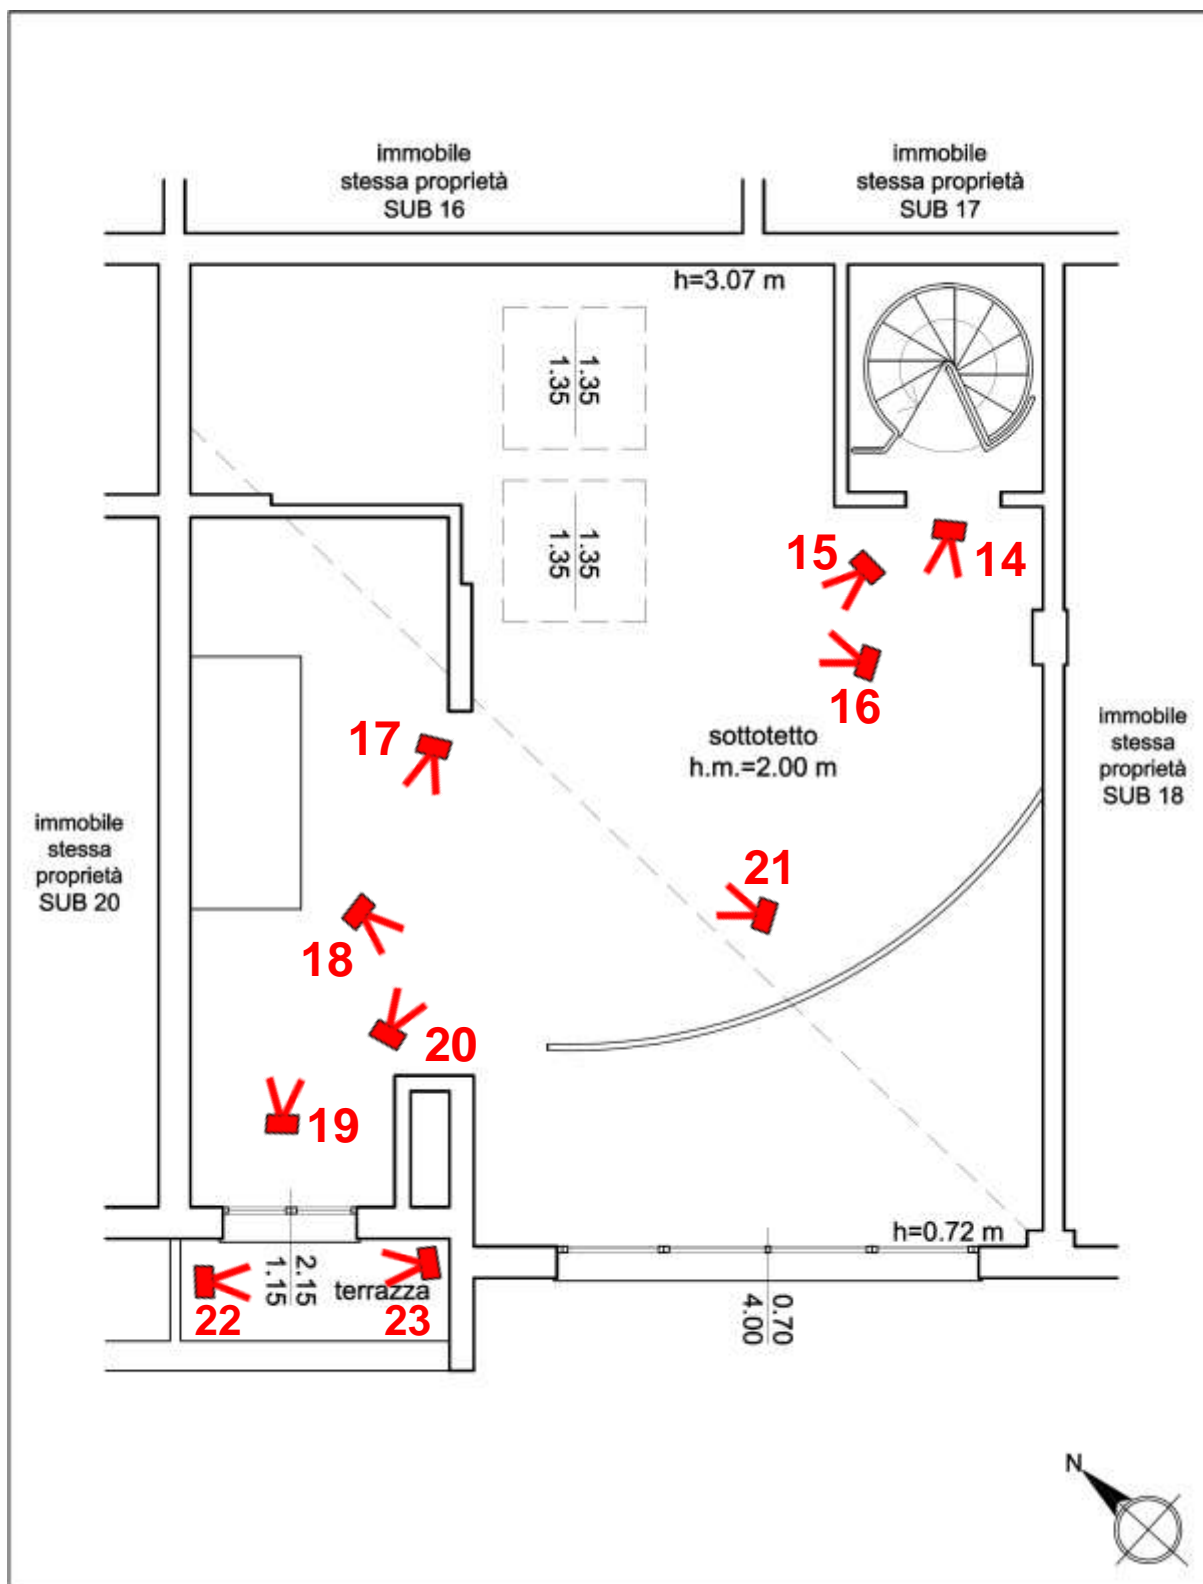 immobile
stessa proprietà
SUB 16
immobile
stessa proprietà
SUB 17
h=3.07 m
1.35
1.35
1.35
1.35
15
14
16
17
sottotetto
h.m.=2.00 m
immobile
stessa
proprietà
SUB 18
immobile
stessa
proprietà
SUB 20
21
18
20
19
h=0.72 m
2.15
1.15
terrazza
22
23
0.70
4.00
N